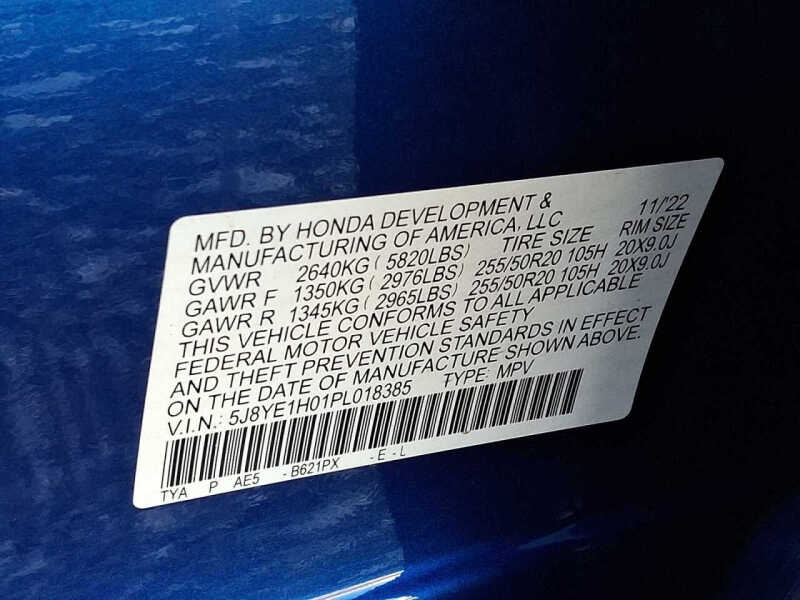 MFD. BY HONDA DEVELOPMENT & 11/'22
MANUFACTURING OF AMERICA, LLC
GVWR 2640KG ( 5820LBS) TIRE SIZE RIM SIZE
GAWR F 1350KG ( 2976LBS) 255/50R20 105H 20X9.0J
GAWR R 1345KG ( 2965LBS) 255/50R20 105H 20X9.0J
THIS VEHICLE CONFORMS TO ALL APPLICABLE
FEDERAL MOTOR VEHICLE SAFETY
AND THEFT PREVENTION STANDARDS IN EFFECT
ON THE DATE OF MANUFACTURE SHOWN ABOVE.
V.I.N.: 5J8YE1H01PL018385 TYPE: MPV
TYA P AE5 -B621PX -E-L